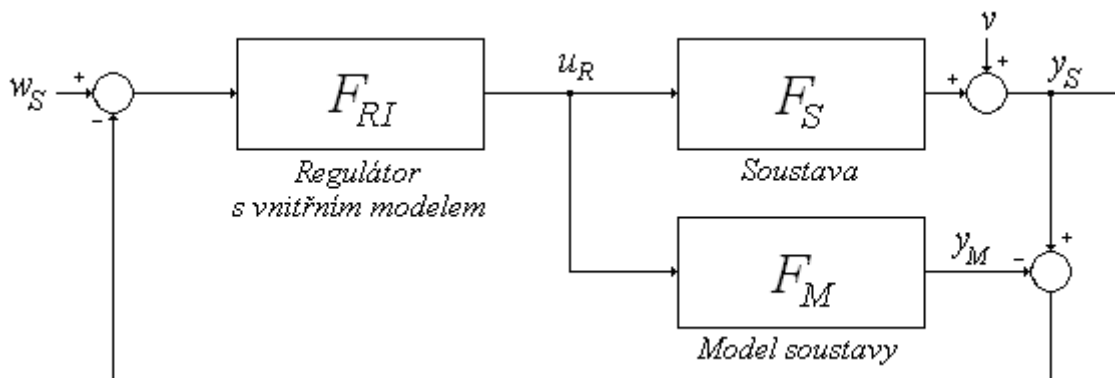 v
w_S + - F_RI u_R F_S + + y_S
Regulátor
s vnitřním modelem
Soustava
F_M y_M - +
Model soustavy